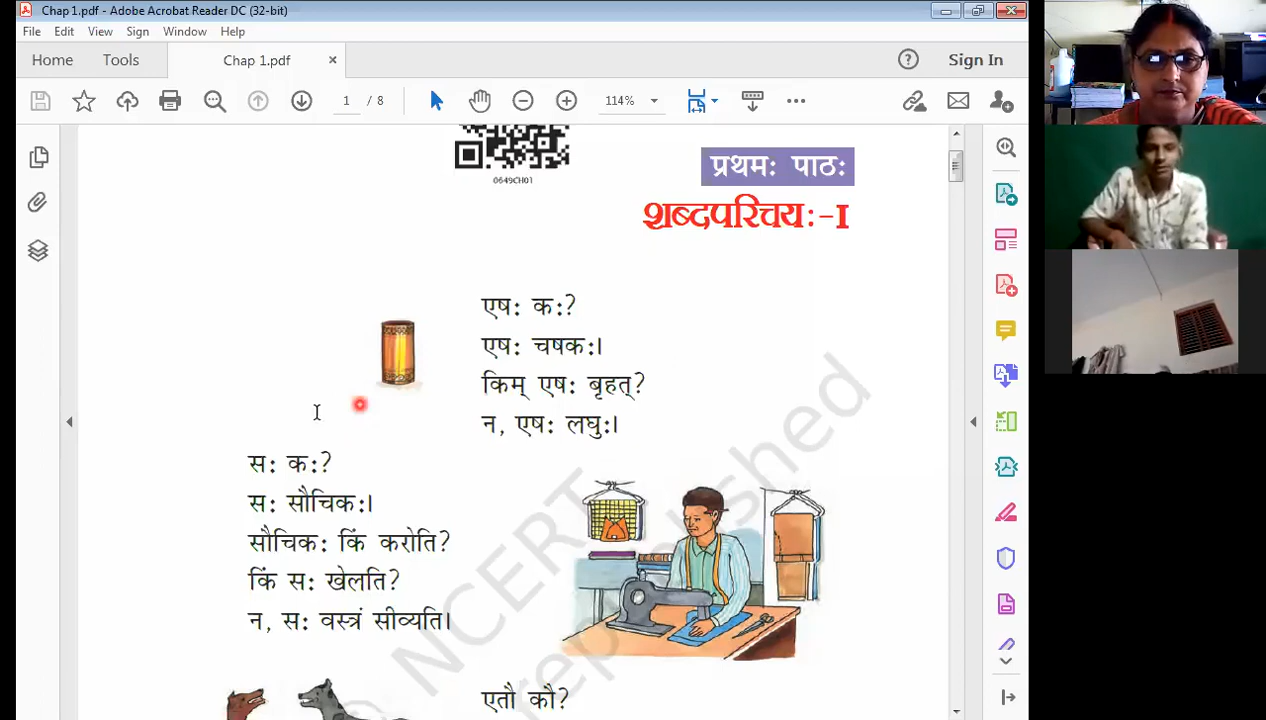 Chap 1.pdf - Adobe Acrobat Reader DC (32-bit)
File Edit View Sign Window Help
Home Tools Chap 1.pdf × ? Sign In
1 / 8 114%
0649CH01
प्रथमः पाठः
शब्दपरिचयः-I
एषः कः?
एषः चषकः।
किम् एषः बृहत्?
न, एषः लघुः।
सः कः?
सः सौचिकः।
सौचिकः किं करोति?
किं सः खेलति?
न, सः वस्त्रं सीव्यति।
एतौ कौ?
© NCERT
republished